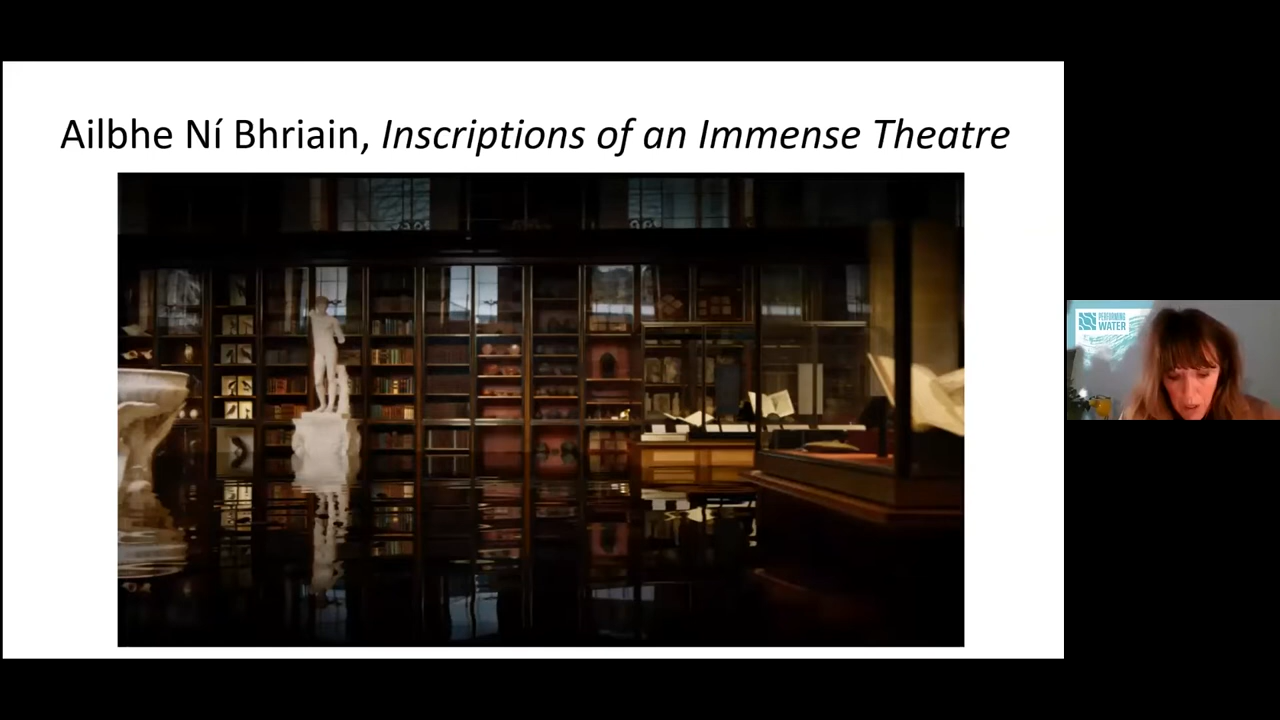 Ailbhe Ní Bhriain, Inscriptions of an Immense Theatre
PERFORMING
WATER